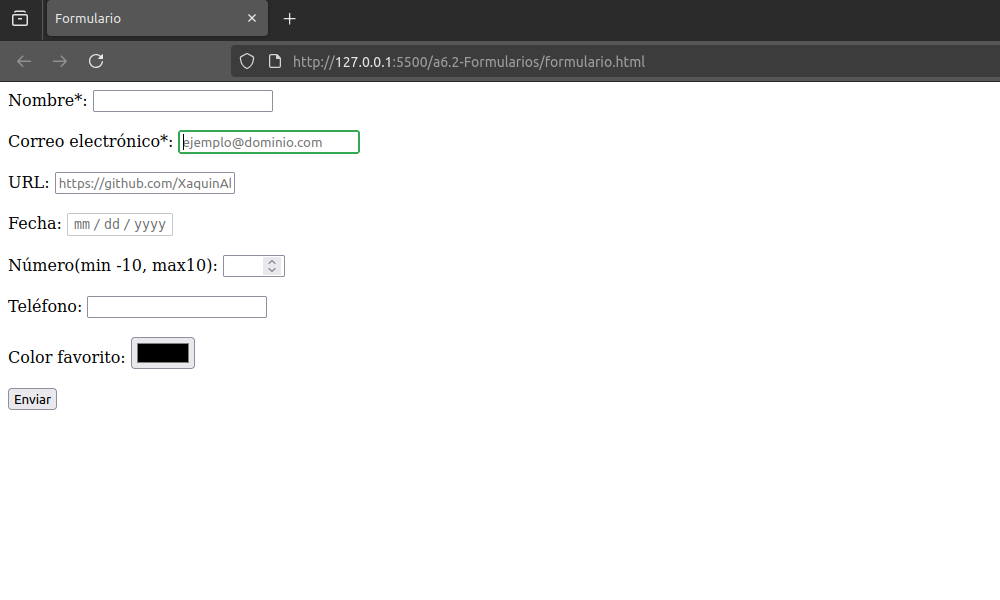 Formulario
http://127.0.0.1:5500/a6.2-Formularios/formulario.html
Nombre*:
Correo electrónico*: ejemplo@dominio.com
URL: https://github.com/XaquinAl
Fecha: mm / dd / yyyy
Número(min -10, max10):
Teléfono:
Color favorito:
Enviar